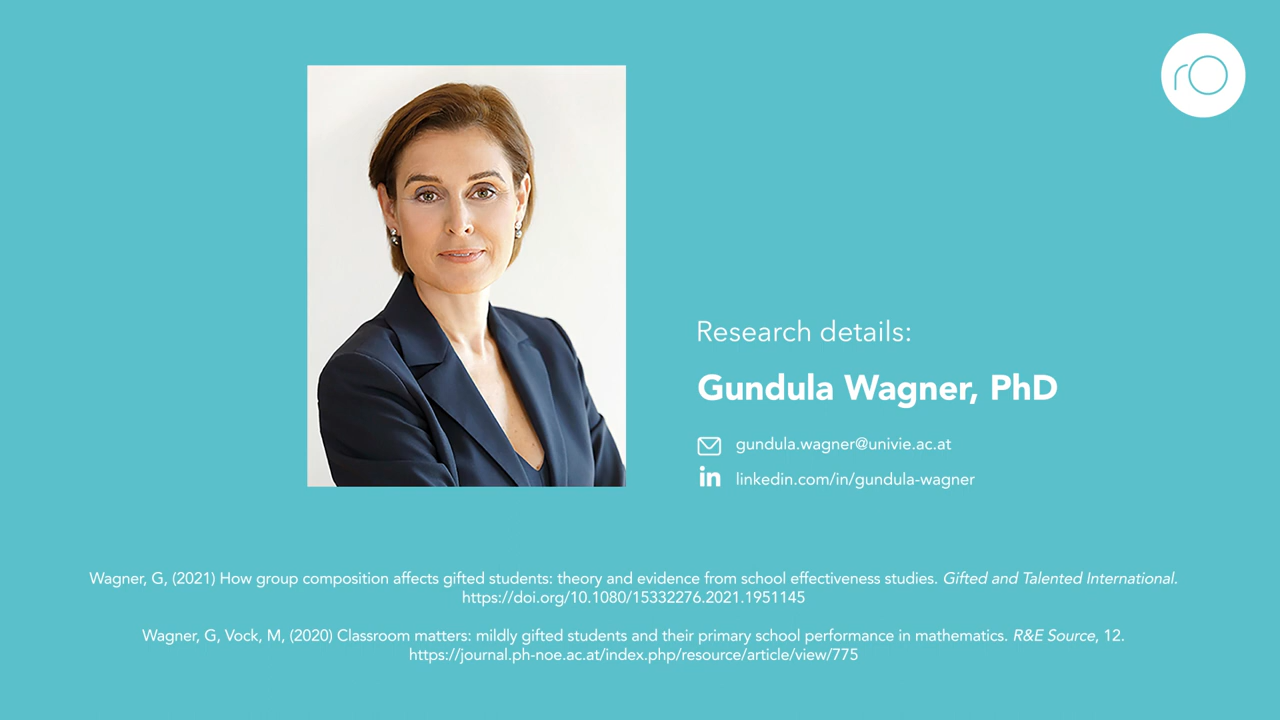 ro
Research details:
Gundula Wagner, PhD
gundula.wagner@univie.ac.at
in linkedin.com/in/gundula-wagner
Wagner, G, (2021) How group composition affects gifted students: theory and evidence from school effectiveness studies. Gifted and Talented International.
https://doi.org/10.1080/15332276.2021.1951145
Wagner, G, Vock, M, (2020) Classroom matters: mildly gifted students and their primary school performance in mathematics. R&E Source, 12.
https://journal.ph-noe.ac.at/index.php/resource/article/view/775